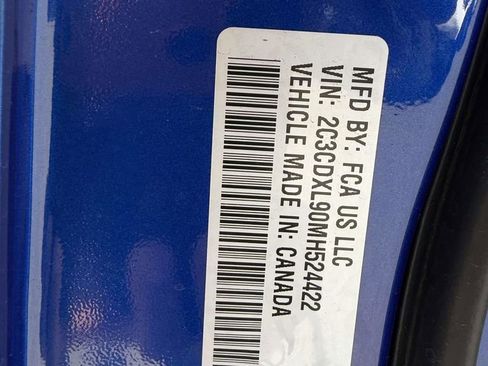 MFD BY: FCA US LLC
VIN: 2C3CDXL90MH524422
VEHICLE MADE IN: CANADA